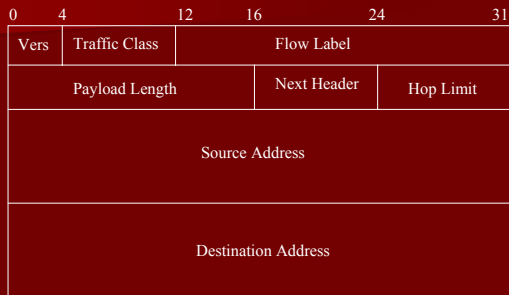 0 4 12 16 24 31
Vers Traffic Class Flow Label
Payload Length Next Header Hop Limit
Source Address
Destination Address